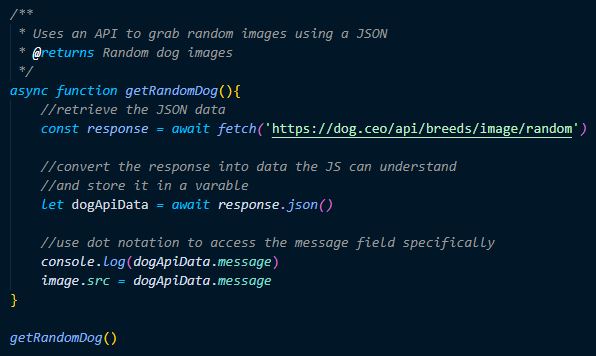 /**
 * Uses an API to grab random images using a JSON
 * @returns Random dog images
 */
async function getRandomDog(){
    //retrieve the JSON data
    const response = await fetch('https://dog.ceo/api/breeds/image/random')

    //convert the response into data the JS can understand
    //and store it in a varable
    let dogApiData = await response.json()

    //use dot notation to access the message field specifically
    console.log(dogApiData.message)
    image.src = dogApiData.message
}

getRandomDog()